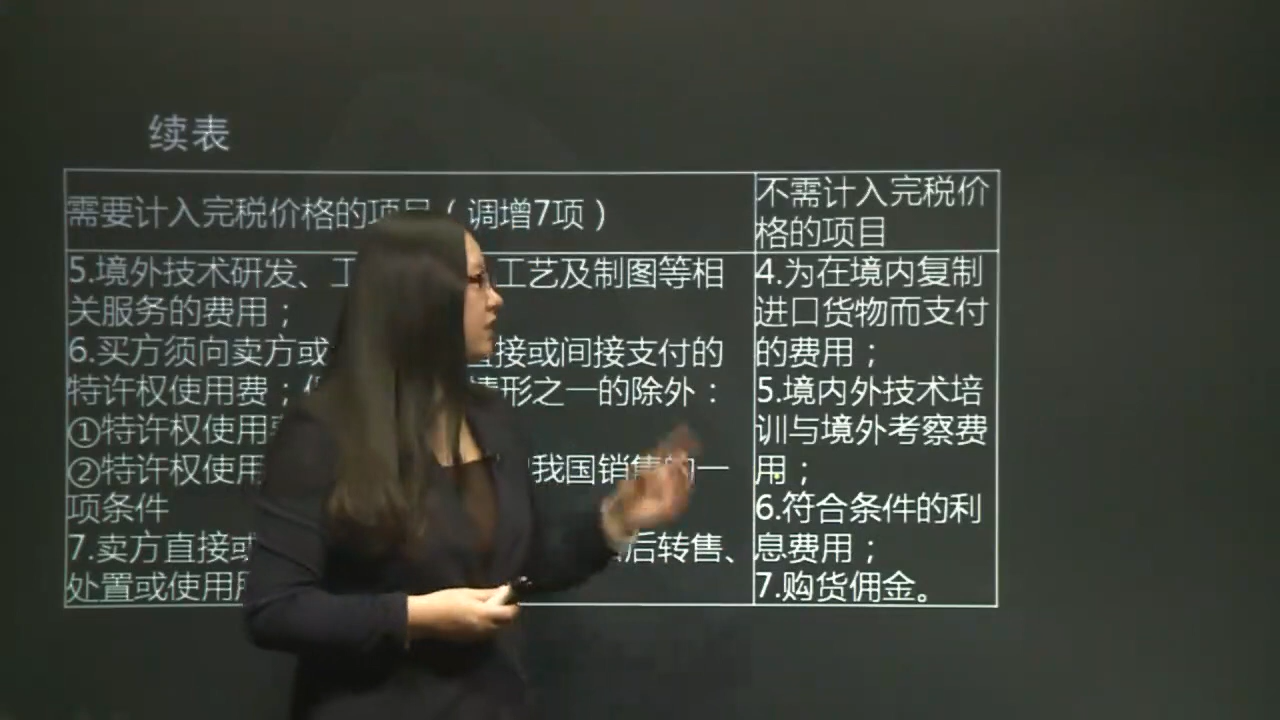 续表
需要计入完税价格的项目（调增7项）
5.境外技术研发、工 工艺及制图等相
关服务的费用；
6.买方须向卖方或 直接或间接支付的
特许权使用费； 情形之一的除外：
①特许权使用
②特许权使用 我国销售的一
项条件
7.卖方直接或 后转售、
处置或使用
不需计入完税价
格的项目
4.为在境内复制
进口货物而支付
的费用；
5.境内外技术培
训与境外考察费
用；
6.符合条件的利
息费用；
7.购货佣金。